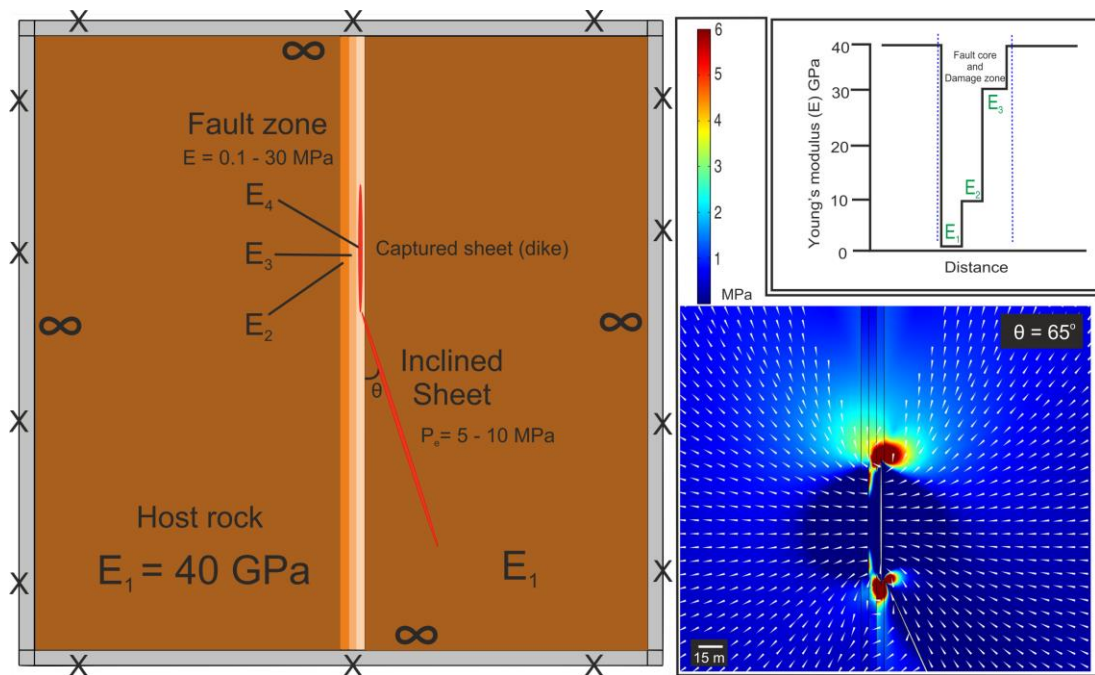 ∞
Fault zone
E = 0.1 - 30 MPa
E4
E3
E2
Captured sheet (dike)
∞
∞
Inclined
Sheet
θ
Pe= 5 - 10 MPa
Host rock
E1 = 40 GPa
E1
∞
X X X
X X
X X
X X
X X
X X X
6
5
4
3
2
1
MPa
Young's modulus (E) GPa
40
30
10
0
Fault core
and
Damage zone
E3
E2
E1
Distance
θ = 65°
15 m